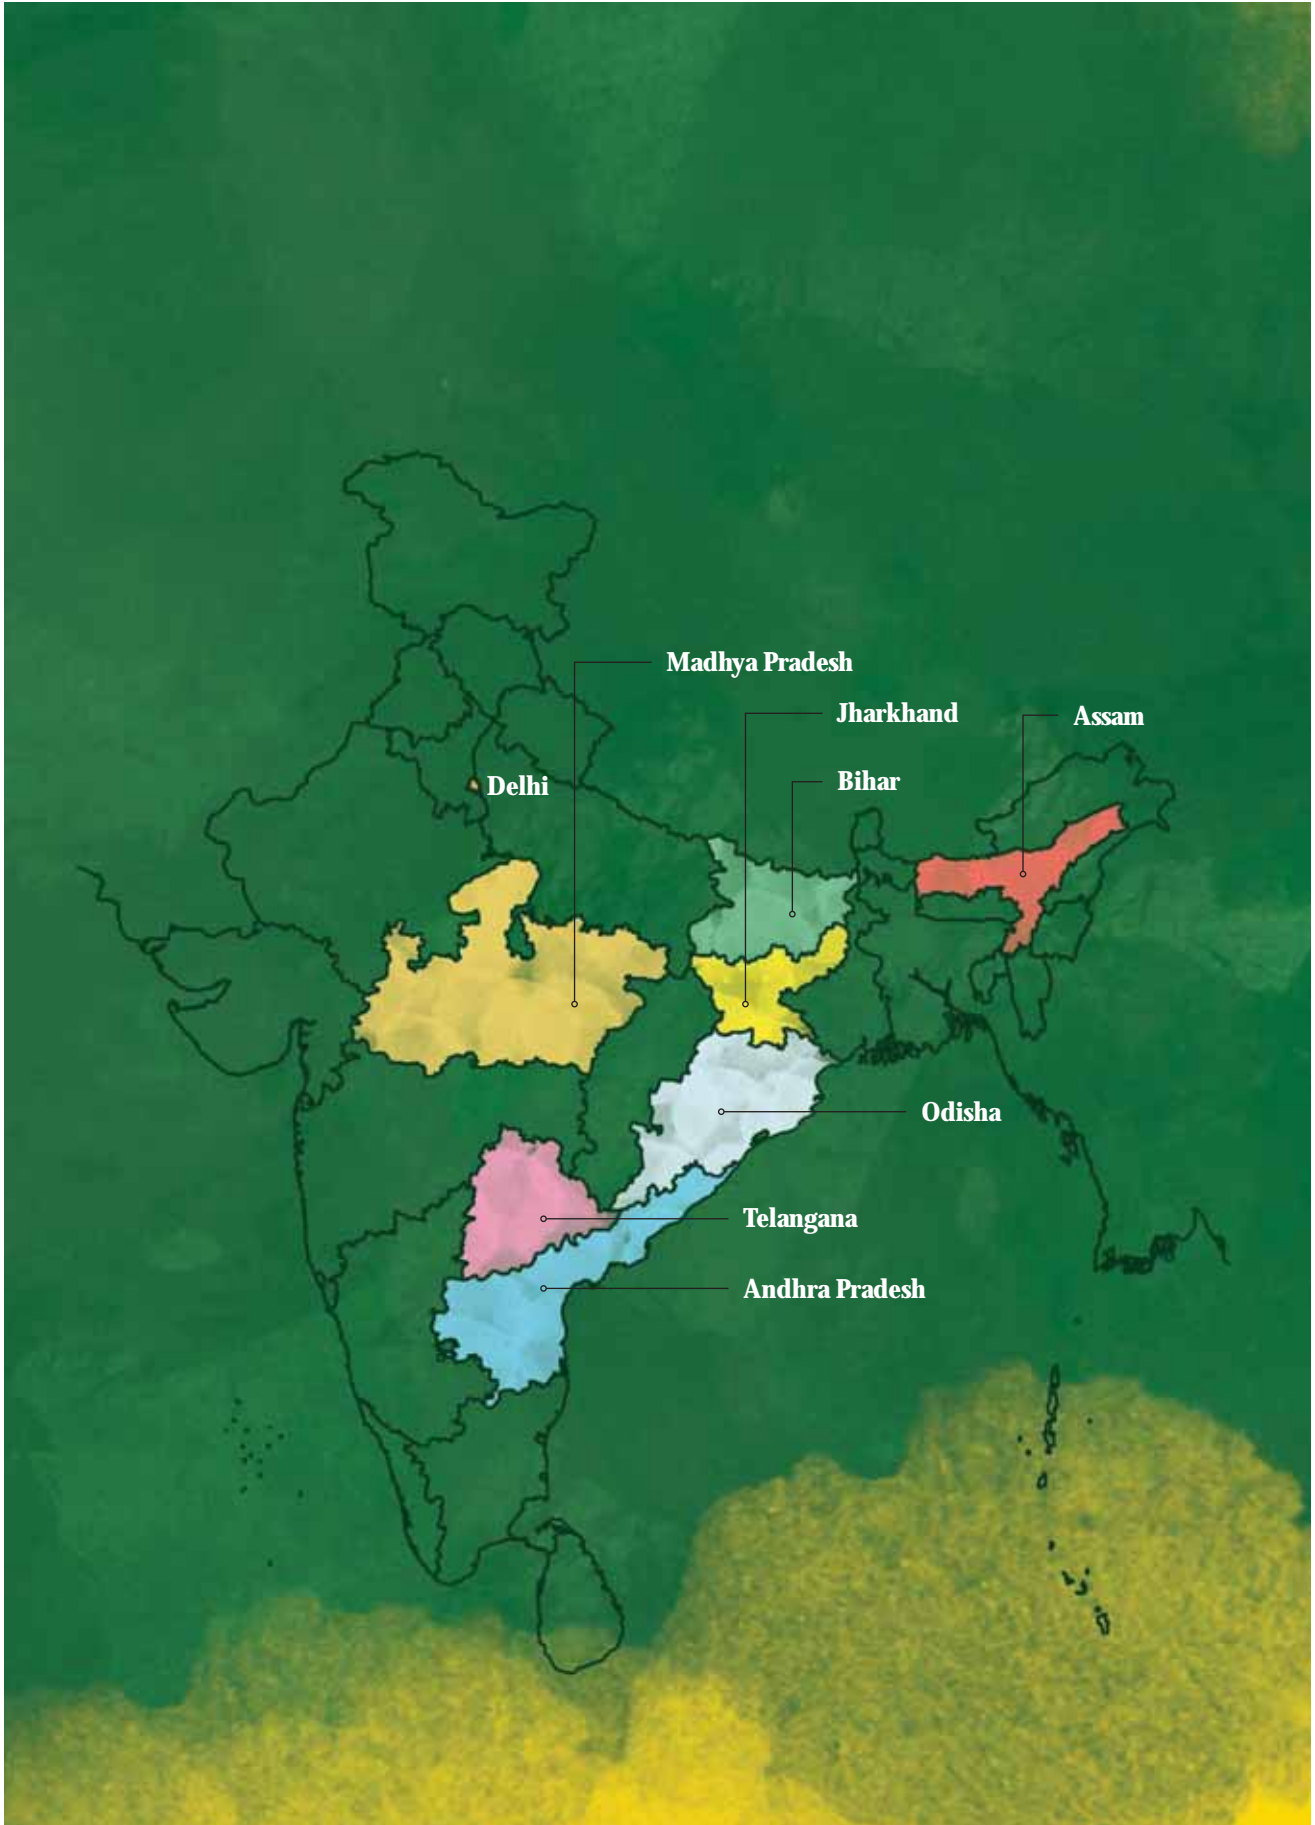 Madhya Pradesh
Jharkhand
Assam
Bihar
Delhi
Odisha
Telangana
Andhra Pradesh